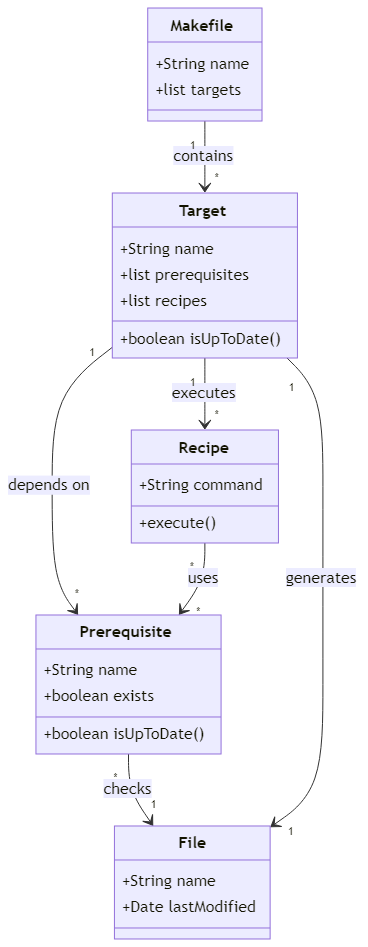 Makefile
+String name
+list targets
1
contains
*
Target
+String name
+list prerequisites
+list recipes
+boolean isUpToDate()
1
1
1
executes
*
Recipe
+String command
+execute()
depends on
generates
*
uses
*
*
Prerequisite
+String name
+boolean exists
+boolean isUpToDate()
*
checks
1
1
File
+String name
+Date lastModified